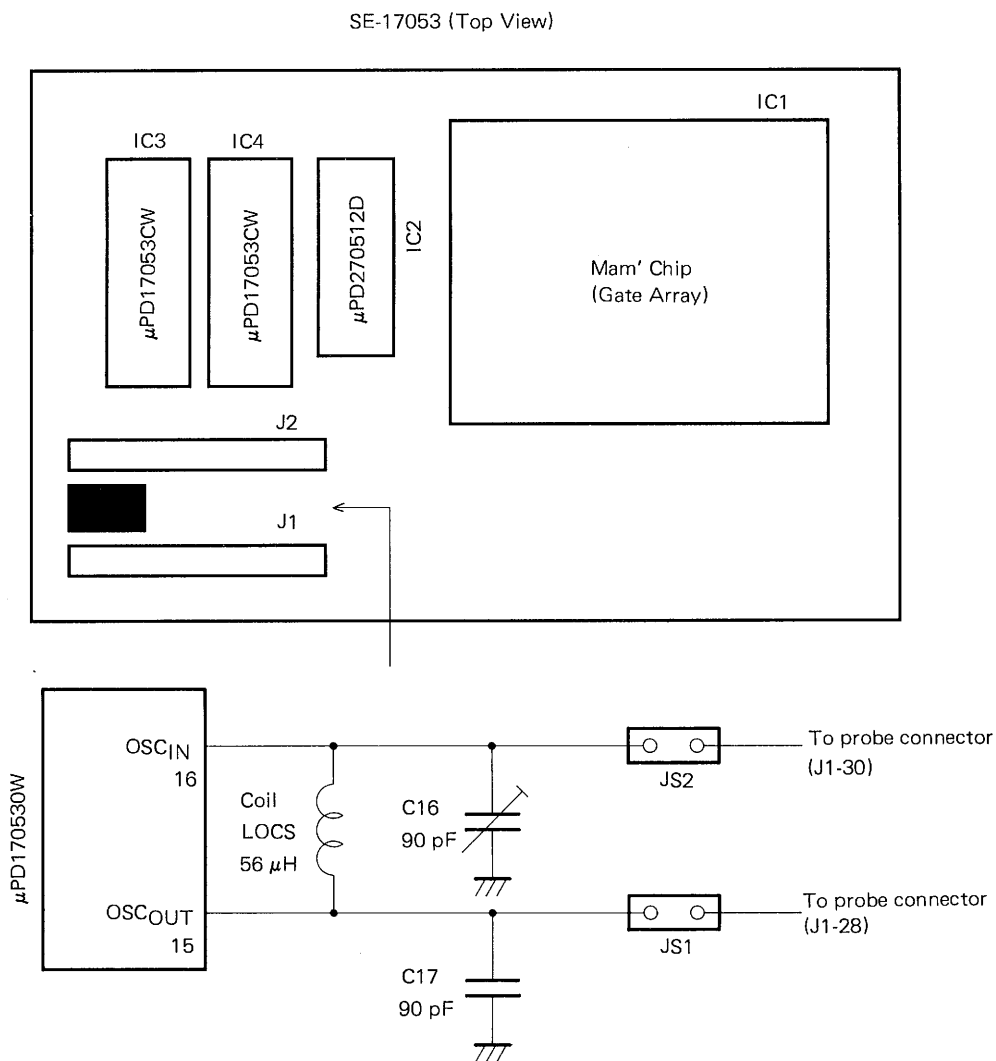 SE-17053 (Top View)
IC1
IC3
IC4
μPD17053CW
μPD17053CW
μPD270512D
IC2
Mam' Chip
(Gate Array)
J2
J1
μPD170530W
OSCIN
16
Coil
LOCS
56 μH
C16
90 pF
JS2
To probe connector
(J1-30)
OSCOUT
15
C17
90 pF
JS1
To probe connector
(J1-28)